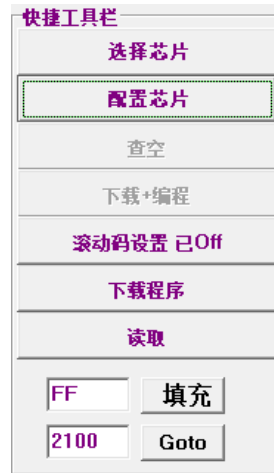 快捷工具栏
选择芯片
配置芯片
查空
下载+编程
滚动码设置 已Off
下载程序
读取
FF 填充
2100 Goto